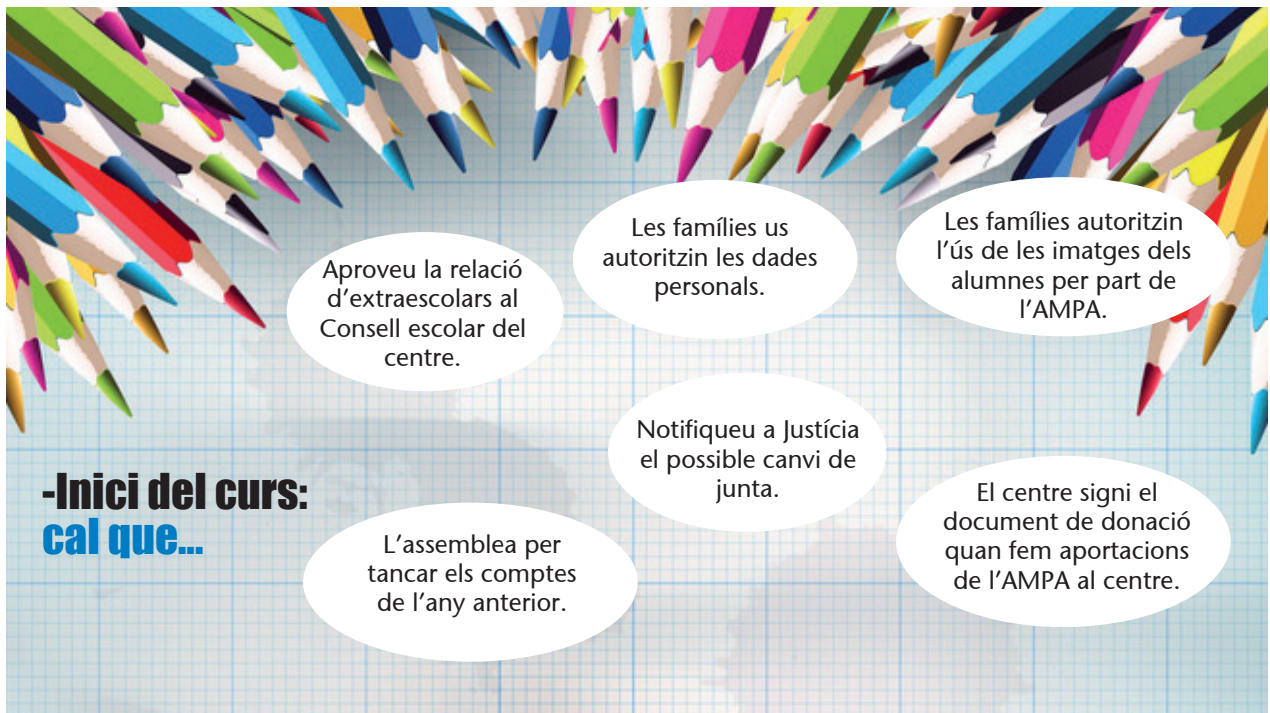 Aproveu la relació
d'extraescolars al
Consell escolar del
centre.
Les famílies us
autoritzin les dades
personals.
Les famílies autoritzin
l'ús de les imatges dels
alumnes per part de
l'AMPA.
-Inici del curs:
cal que...
Notifiqueu a Justícia
el possible canvi de
junta.
L'assemblea per
tancar els comptes
de l'any anterior.
El centre signi el
document de donació
quan fem aportacions
de l'AMPA al centre.